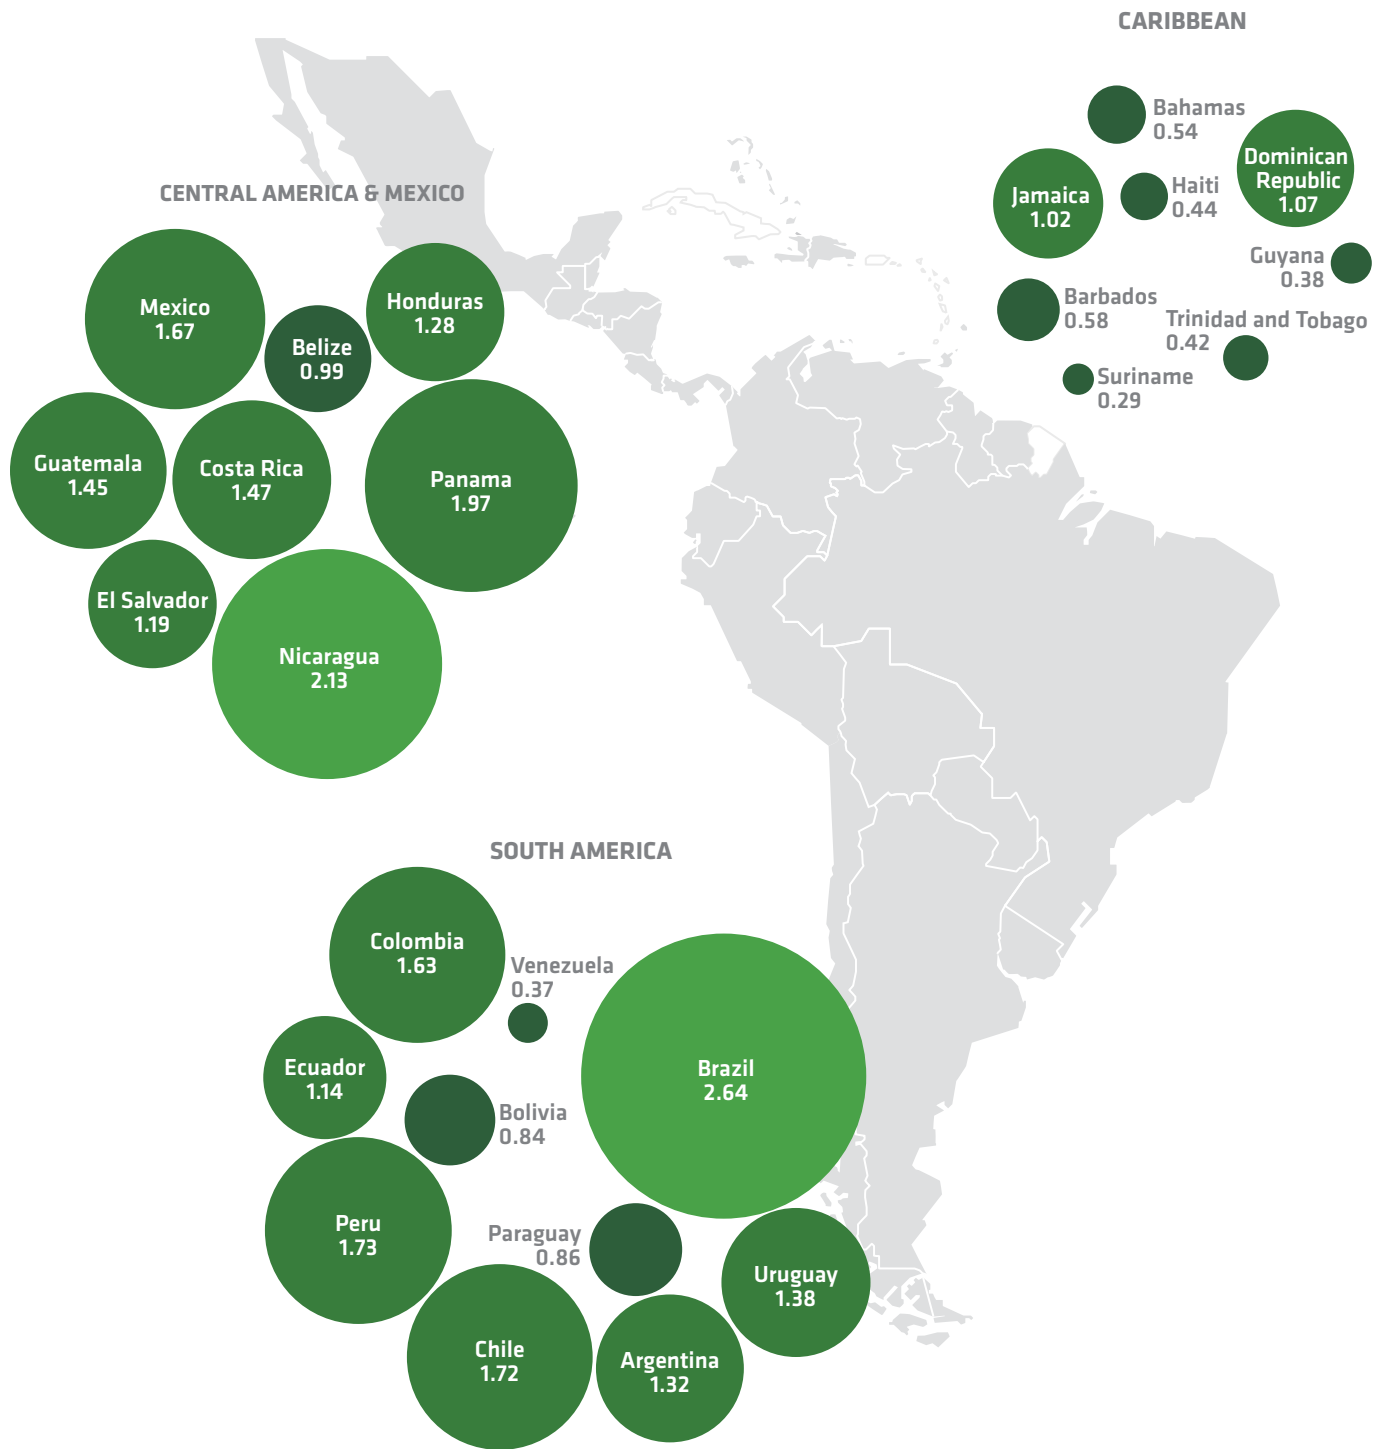 CARIBBEAN
Bahamas
0.54
Dominican
Republic
1.07
Jamaica
1.02
Haiti
0.44
Guyana
0.38
Barbados
0.58
Trinidad and Tobago
0.42
Suriname
0.29
CENTRAL AMERICA & MEXICO
Mexico
1.67
Honduras
1.28
Belize
0.99
Guatemala
1.45
Costa Rica
1.47
Panama
1.97
El Salvador
1.19
Nicaragua
2.13
SOUTH AMERICA
Colombia
1.63
Venezuela
0.37
Brazil
2.64
Ecuador
1.14
Bolivia
0.84
Peru
1.73
Paraguay
0.86
Uruguay
1.38
Chile
1.72
Argentina
1.32